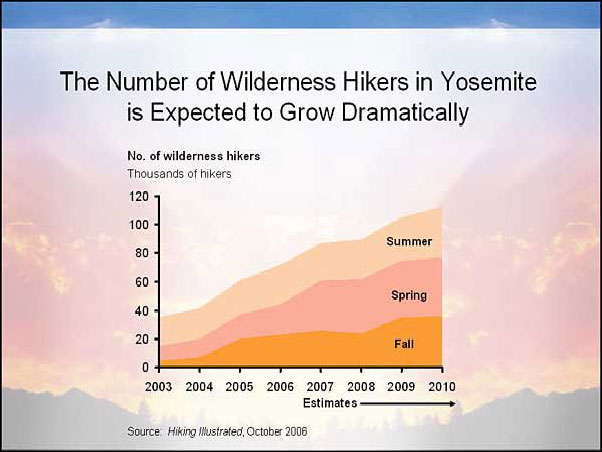 The Number of Wilderness Hikers in Yosemite
is Expected to Grow Dramatically
No. of wilderness hikers
Thousands of hikers
120
100
80
60
40
20
0
Summer
Spring
Fall
2003 2004 2005 2006 2007 2008 2009 2010
Estimates
Source: Hiking Illustrated, October 2006